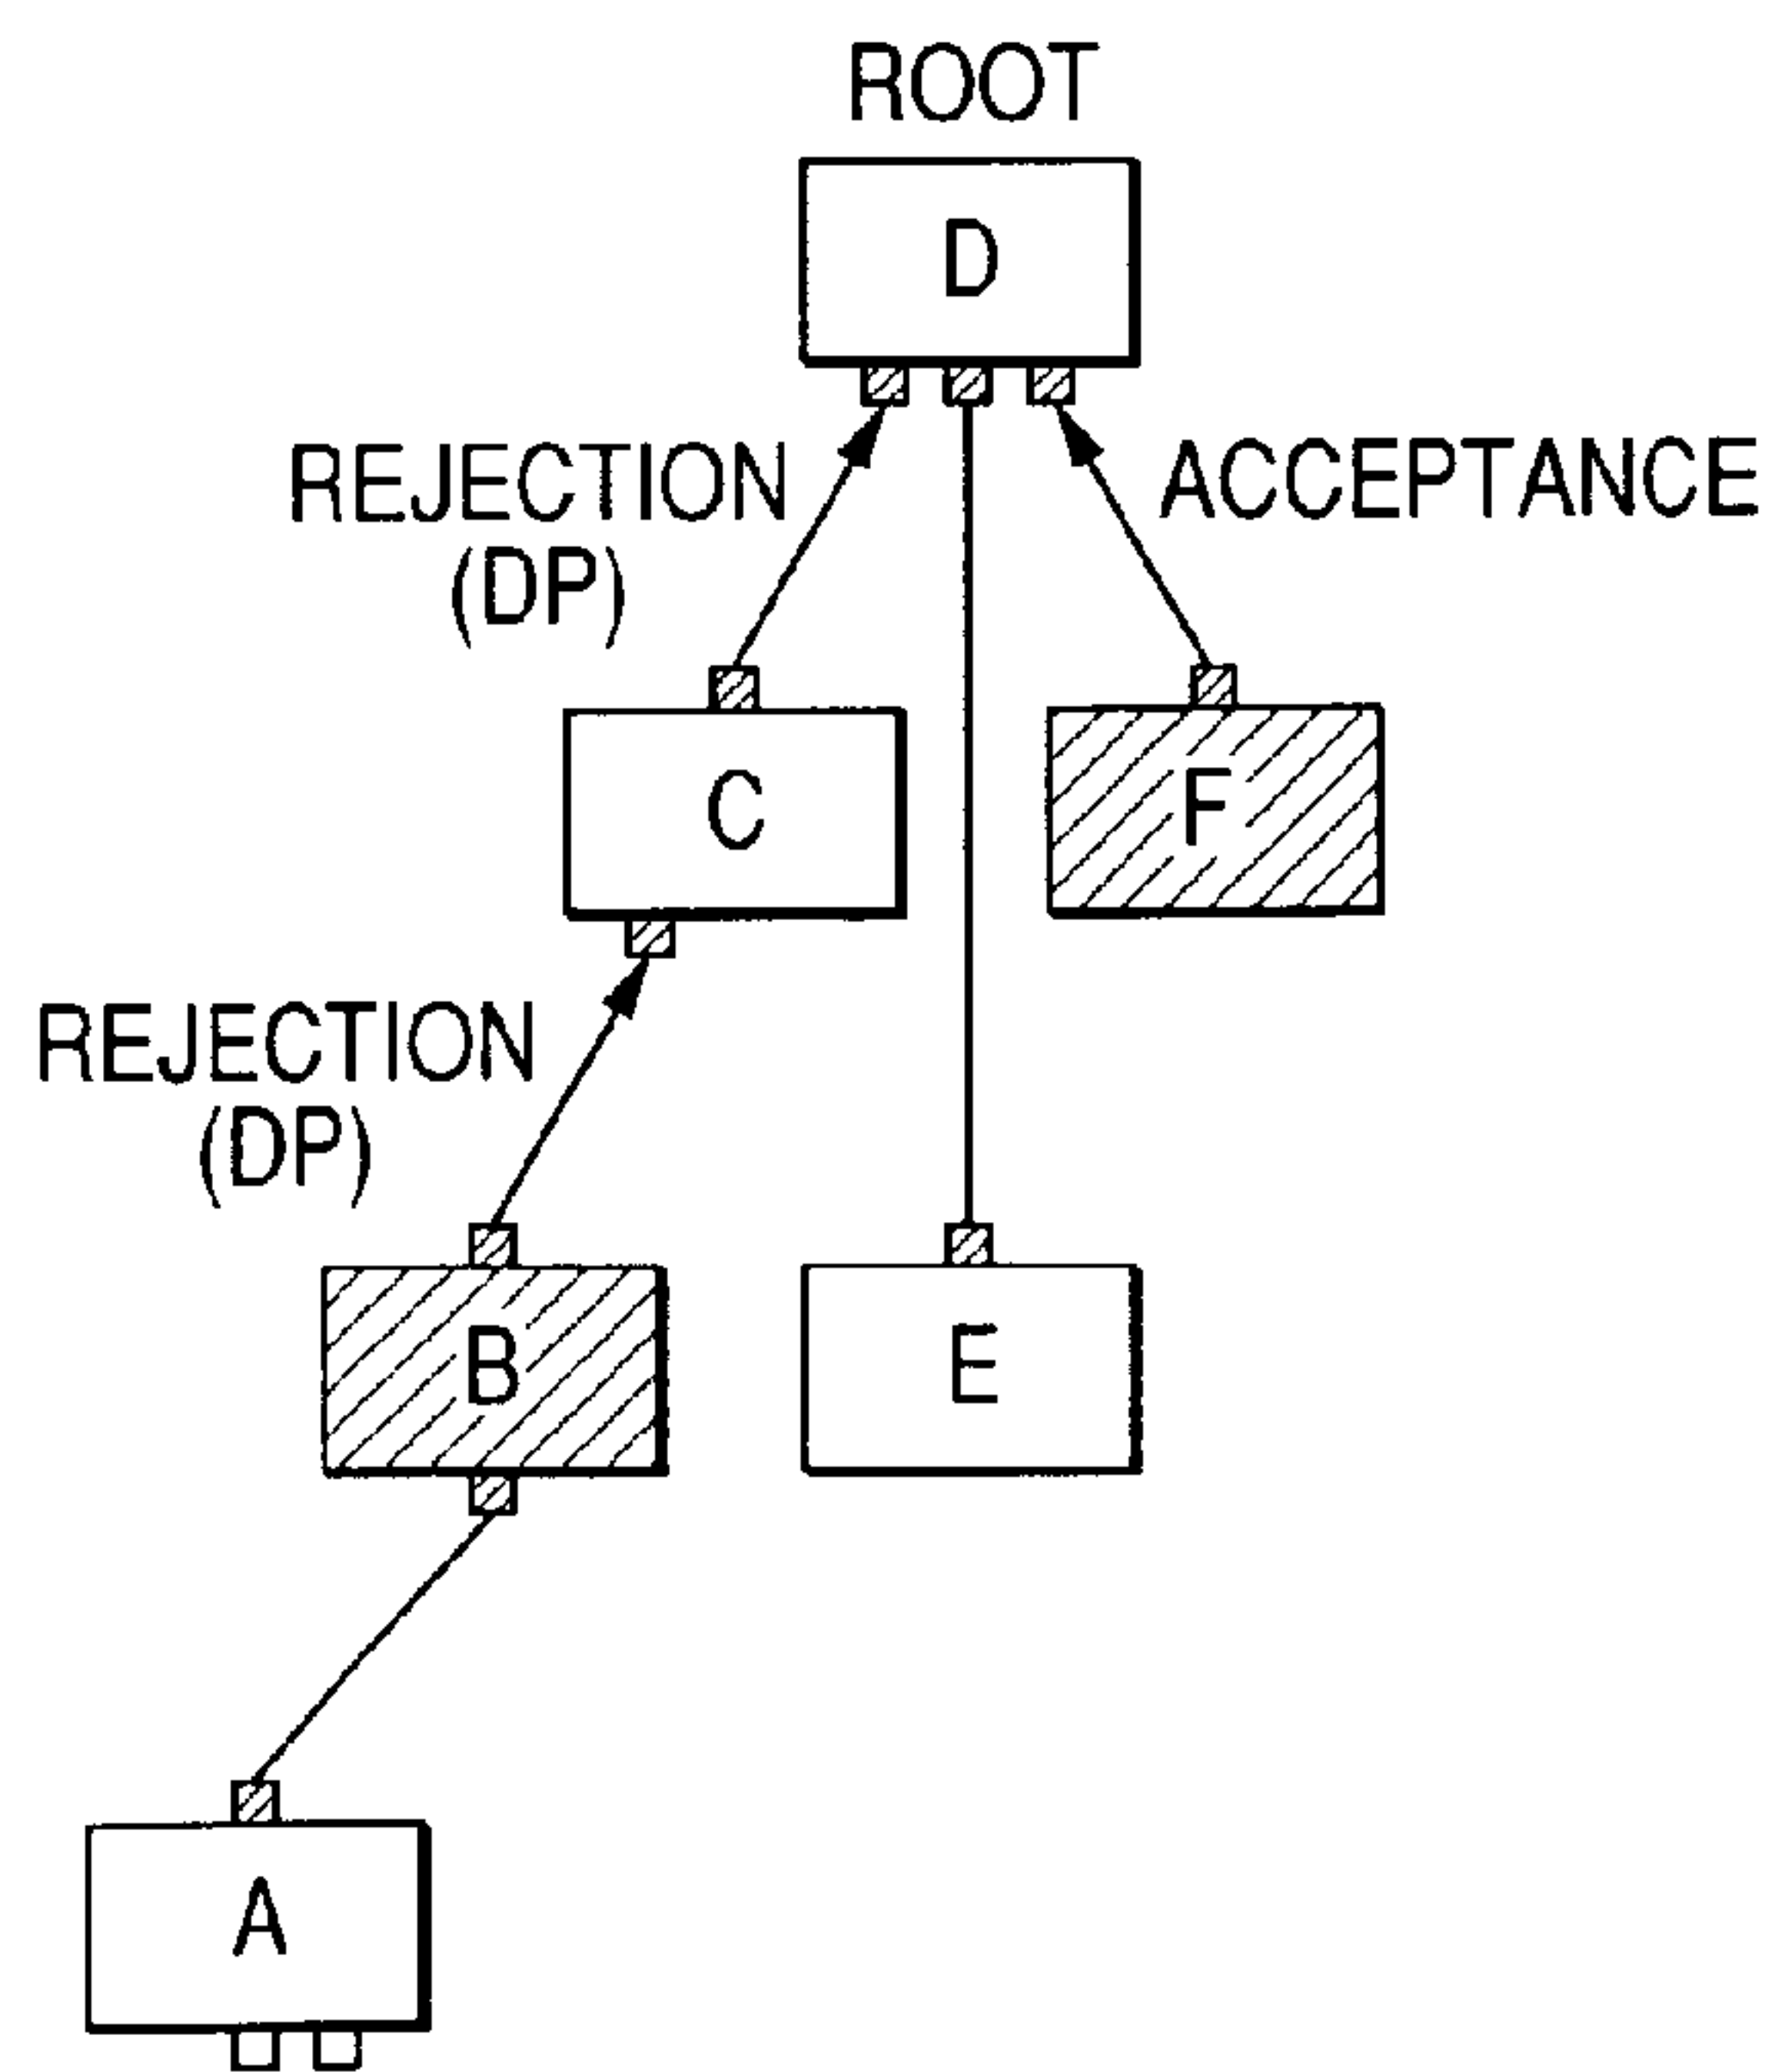 ROOT
D
REJECTION
(DP)
ACCEPTANCE
C
F
REJECTION
(DP)
B
E
A